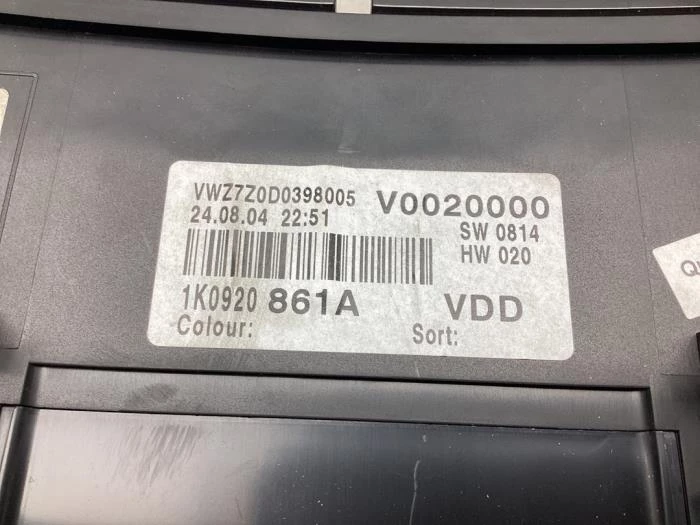 VWZ7Z0D0398005 V0020000
24.08.04 22:51 SW 0814
HW 020
1K0920 861A VDD
Colour: Sort: